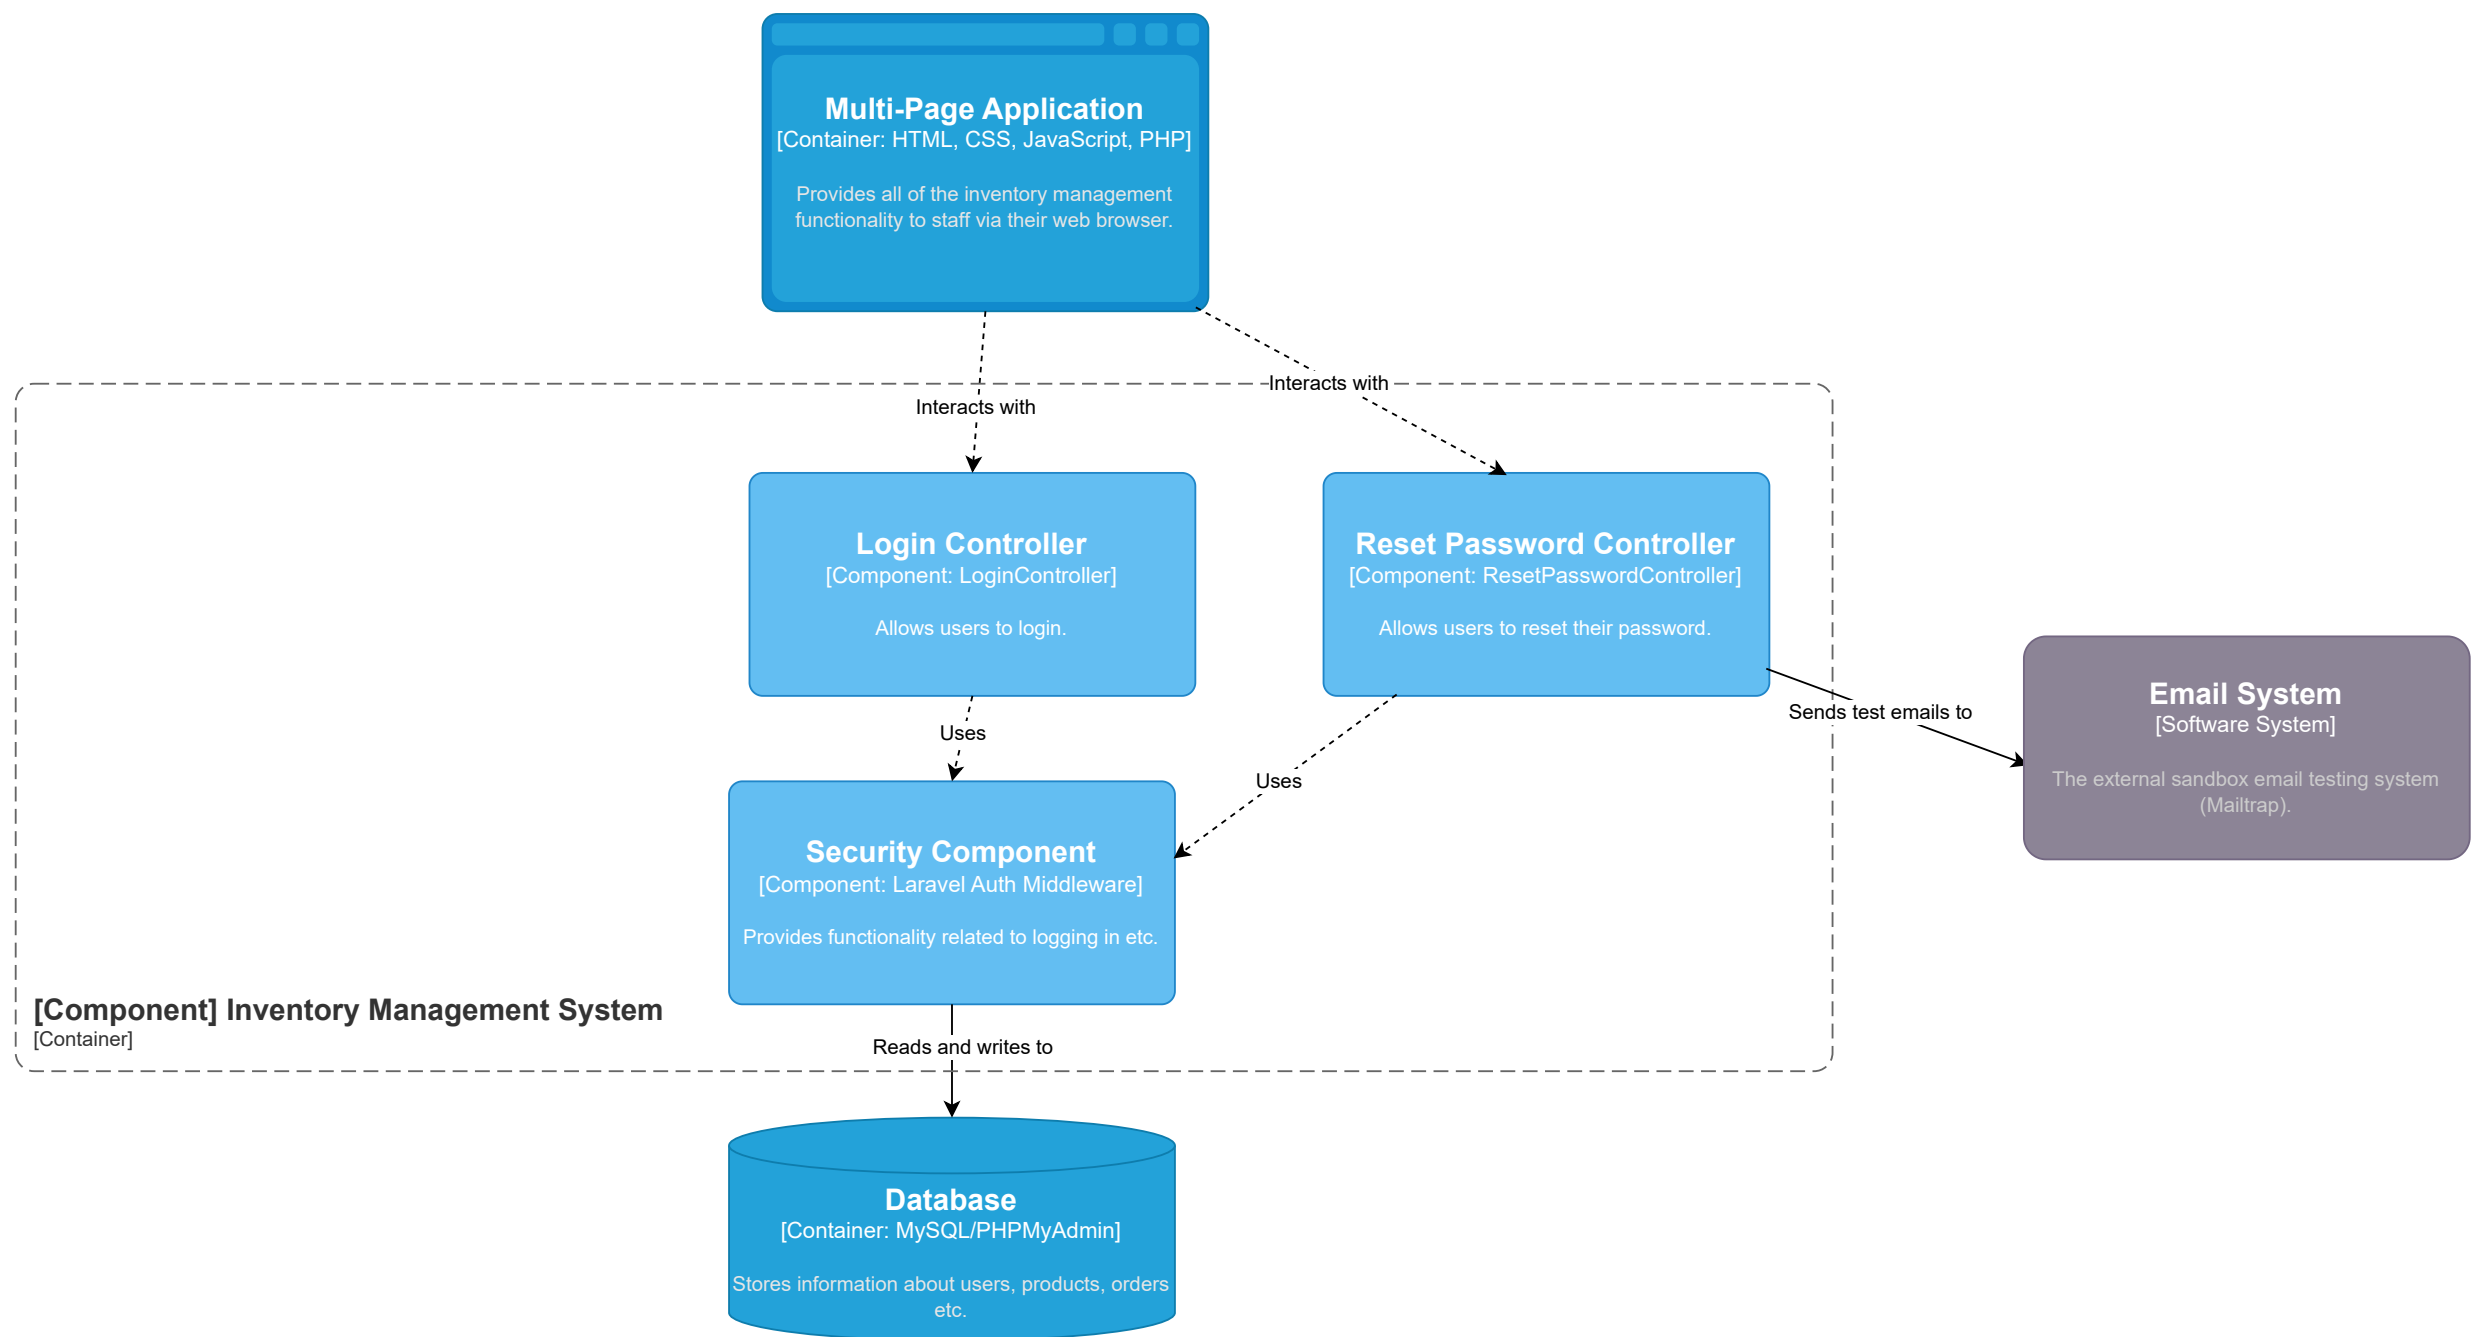 Multi-Page Application
[Container: HTML, CSS, JavaScript, PHP]
Provides all of the inventory management
functionality to staff via their web browser.
Interacts with
Interacts with
Login Controller
[Component: LoginController]
Allows users to login.
Reset Password Controller
[Component: ResetPasswordController]
Allows users to reset their password.
Uses
Uses
Sends test emails to
Email System
[Software System]
The external sandbox email testing system
(Mailtrap).
Security Component
[Component: Laravel Auth Middleware]
Provides functionality related to logging in etc.
[Component] Inventory Management System
[Container]
Reads and writes to
Database
[Container: MySQL/PHPMyAdmin]
Stores information about users, products, orders
etc.